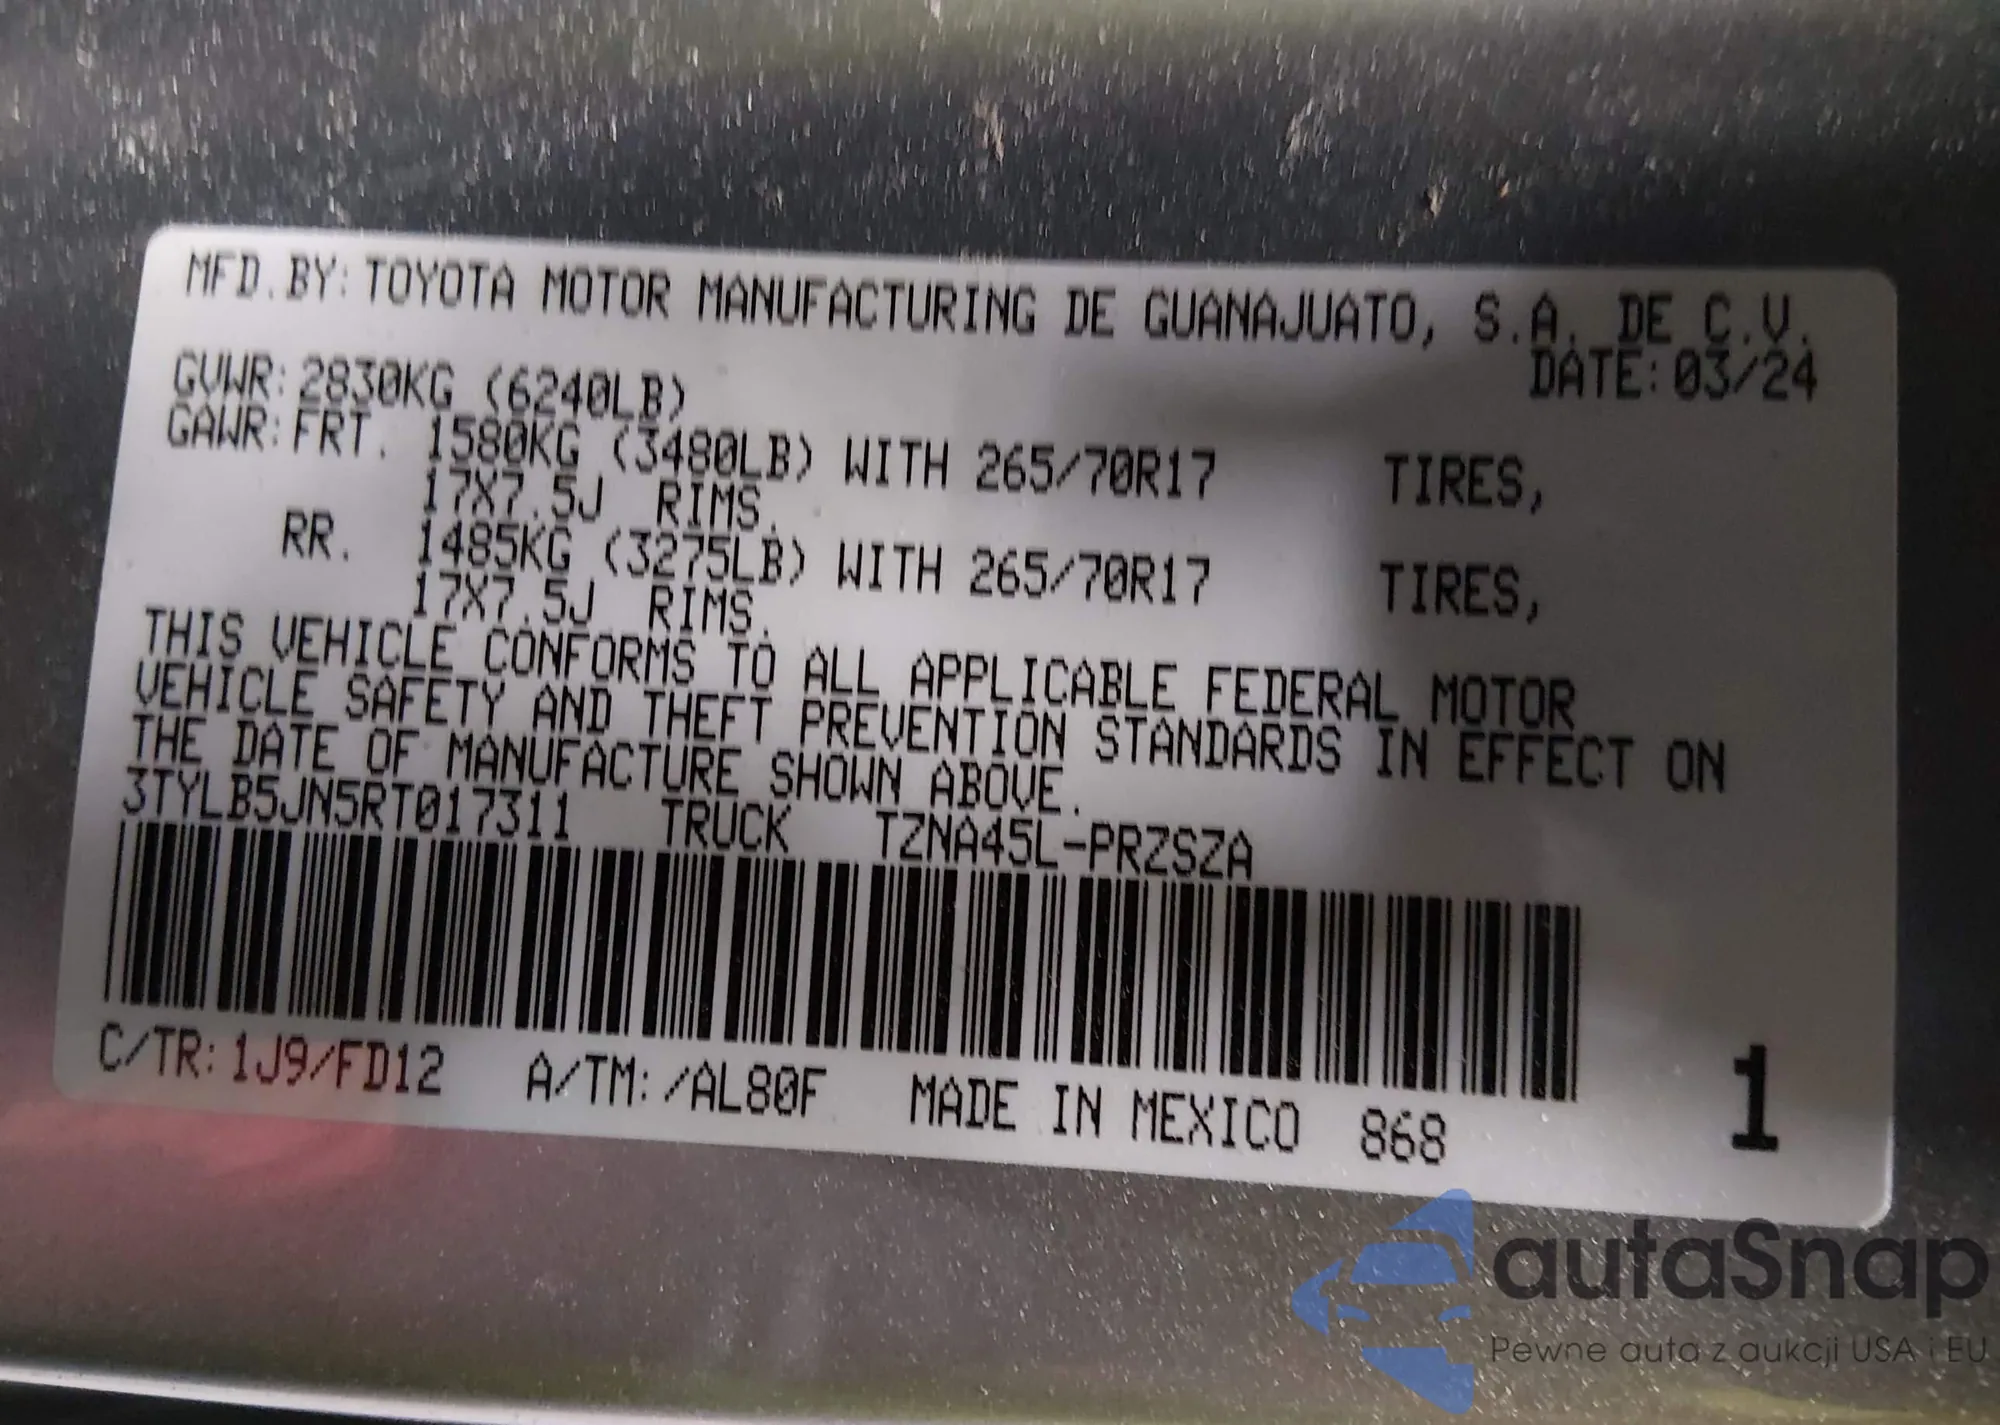 MFD.BY:TOYOTA MOTOR MANUFACTURING DE GUANAJUATO, S.A. DE C.V.
DATE:03/24
GVWR:2830KG (6240LB)
GAWR:FRT. 1580KG (3480LB) WITH 265/70R17 TIRES,
17X7.5J RIMS.
RR. 1485KG (3275LB) WITH 265/70R17 TIRES,
17X7.5J RIMS.
THIS VEHICLE CONFORMS TO ALL APPLICABLE FEDERAL MOTOR
VEHICLE SAFETY AND THEFT PREVENTION STANDARDS IN EFFECT ON
THE DATE OF MANUFACTURE SHOWN ABOVE.
3TYLB5JN5RT017311 TRUCK TZNA45L-PRZSZA
C/TR:1J9/FD12 A/TM:/AL80F MADE IN MEXICO 868
1
autaSnap
Pewne auta z aukcji USA i EU